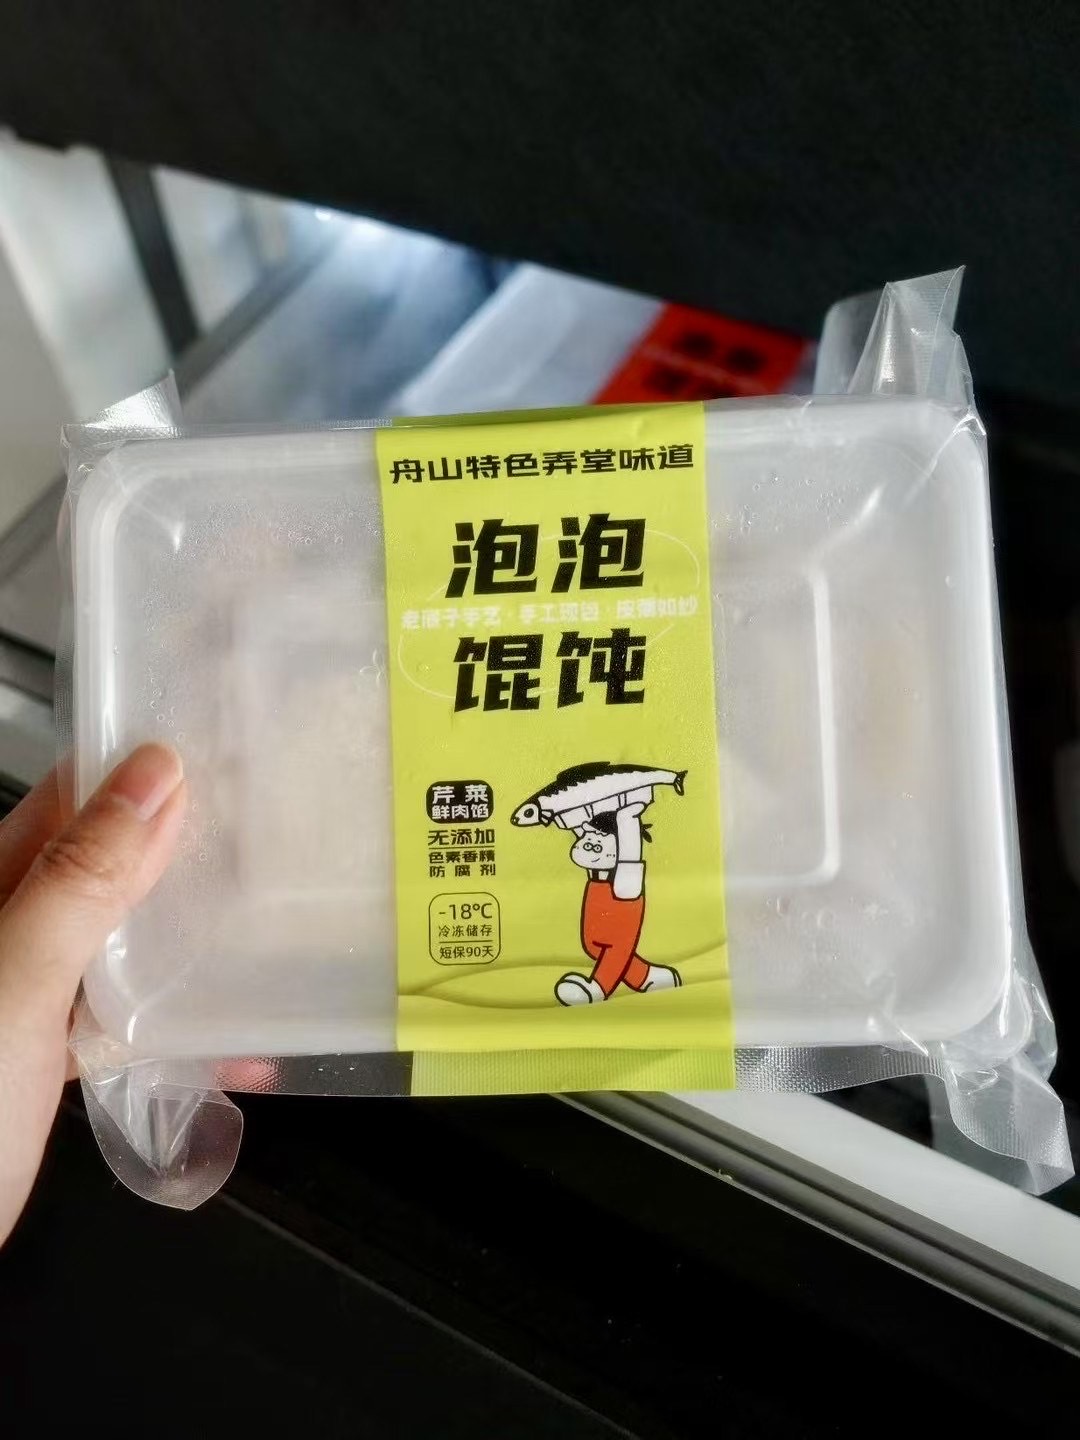 舟山特色弄堂味道
泡泡
老底子手艺·手工现包·皮薄如纱
馄饨
芹菜
鲜肉馅
无添加
色素香精
防腐剂
-18℃
冷冻储存
短保90天